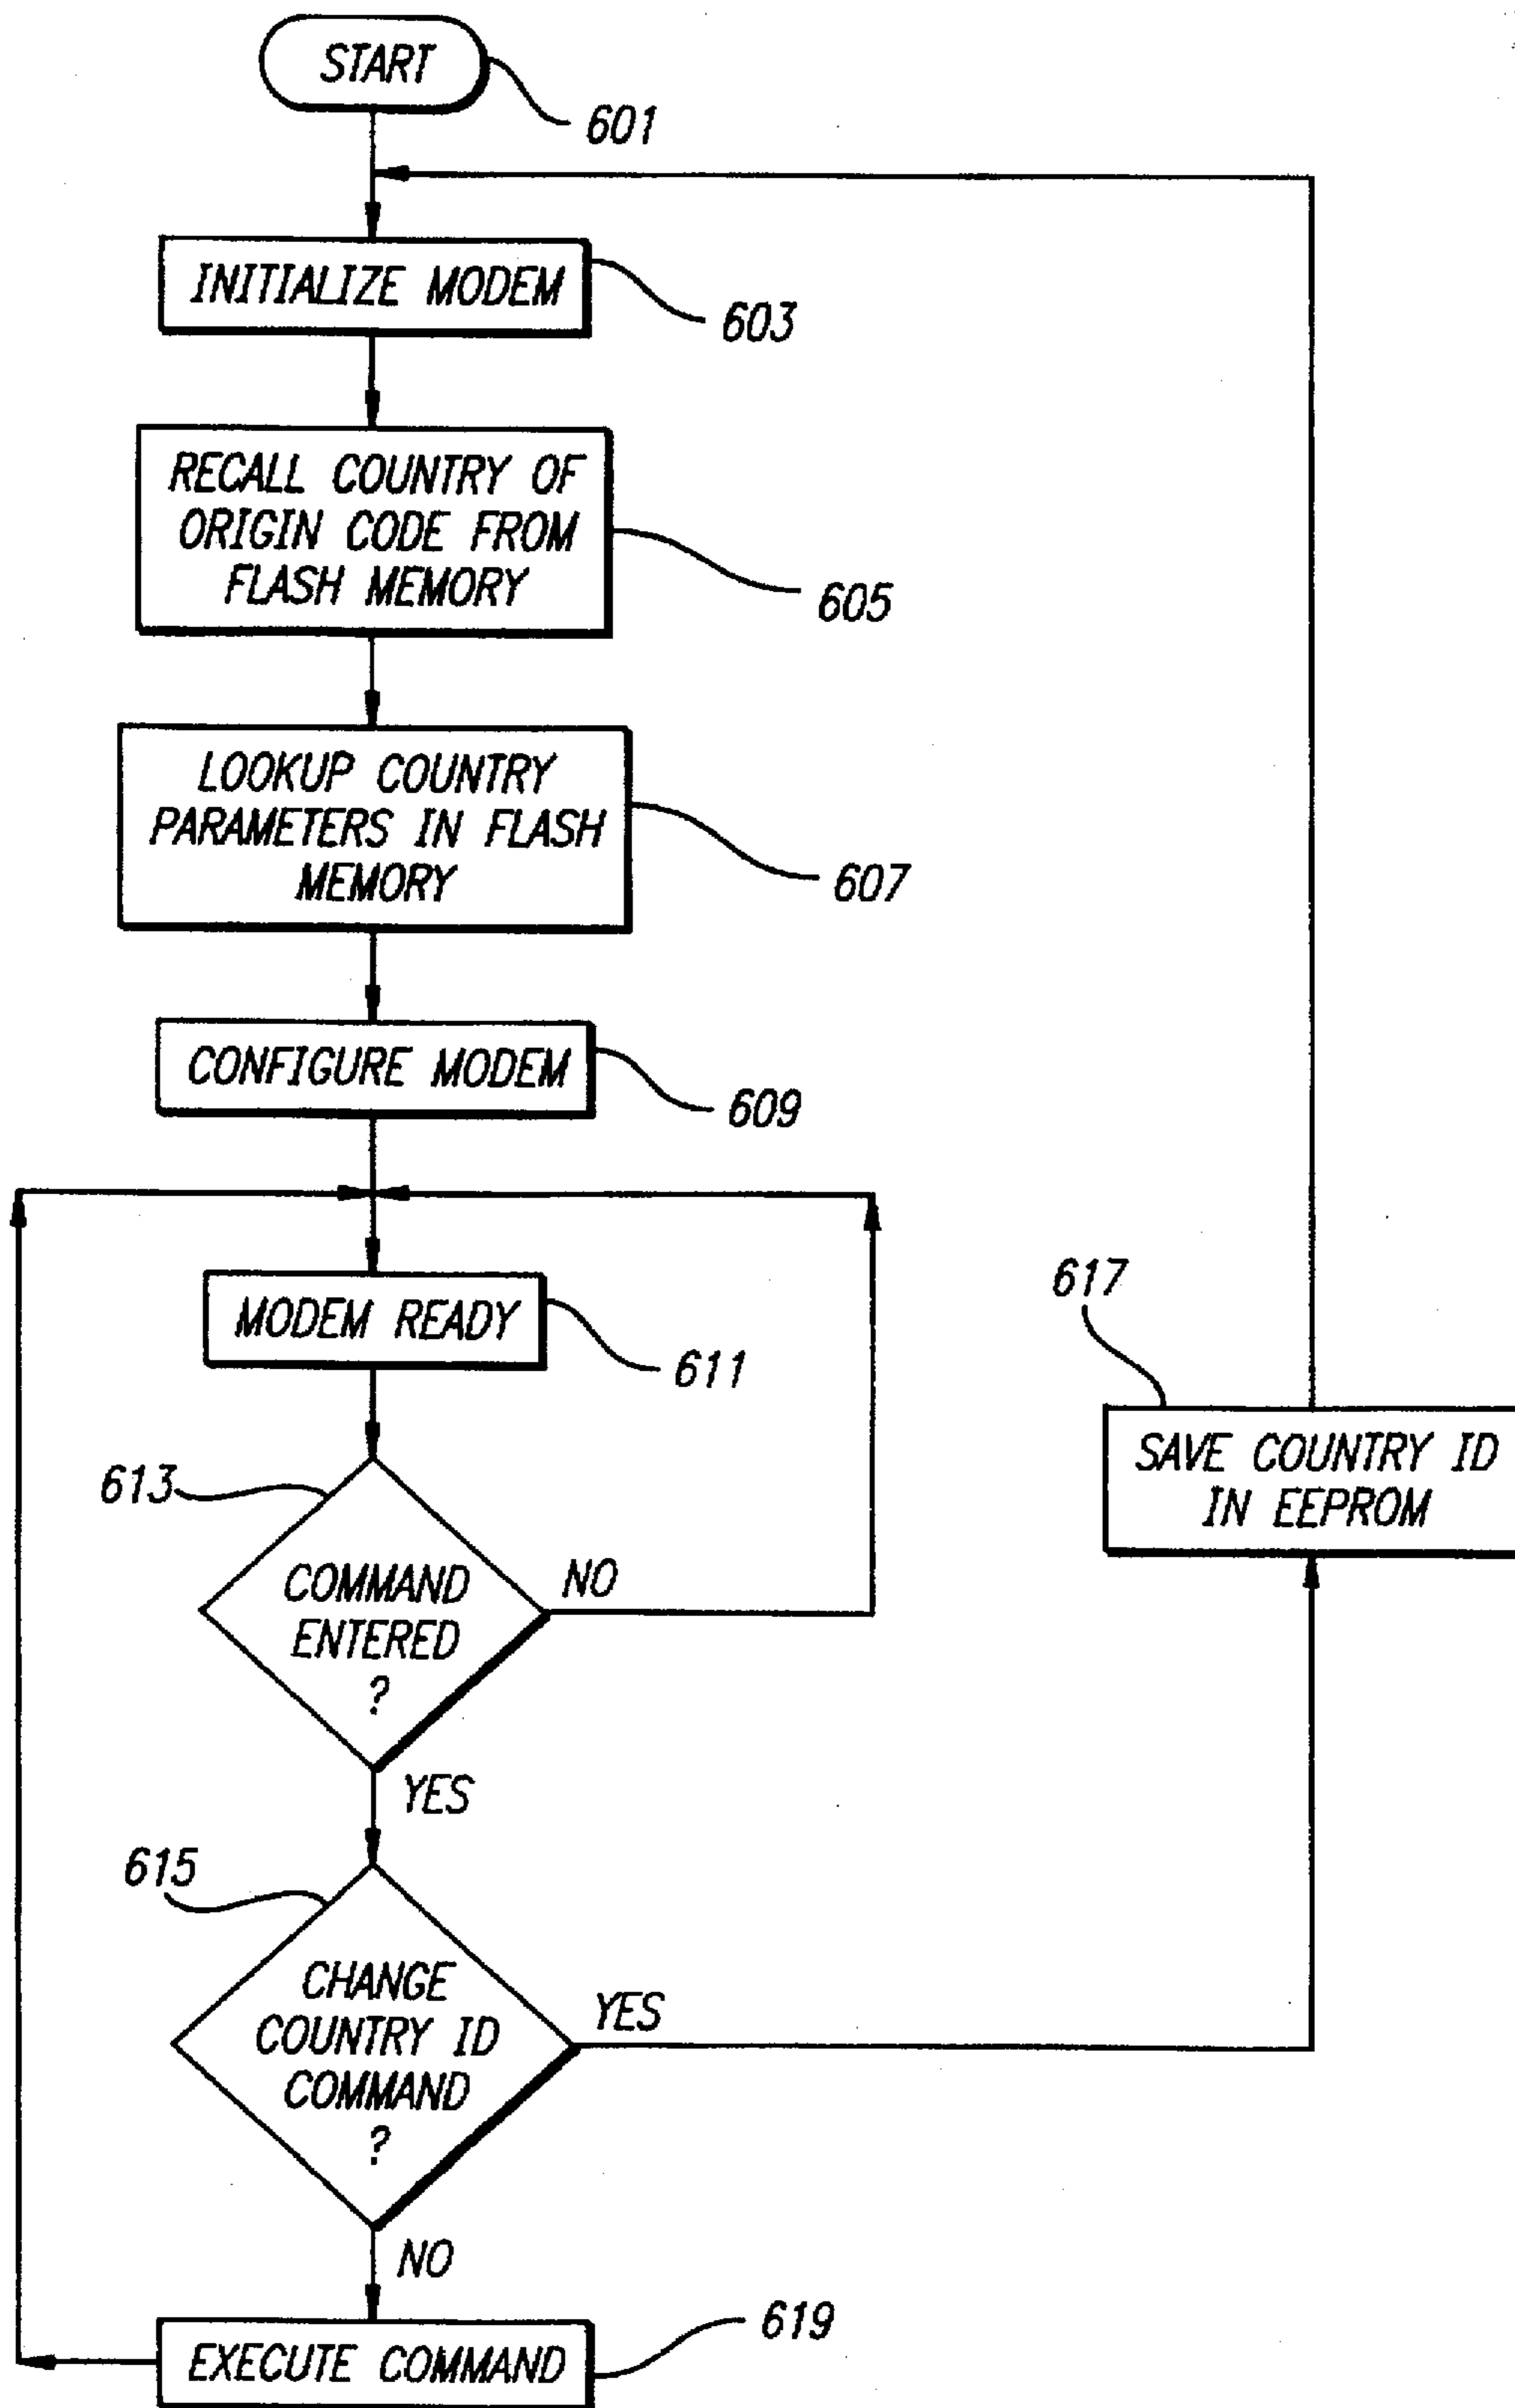 START
601
INITIALIZE MODEM
603
RECALL COUNTRY OF
ORIGIN CODE FROM
FLASH MEMORY
605
LOOKUP COUNTRY
PARAMETERS IN FLASH
MEMORY
607
CONFIGURE MODEM
609
MODEM READY
611
613
COMMAND
ENTERED
?
NO
YES
615
CHANGE
COUNTRY ID
COMMAND
?
YES
NO
617
SAVE COUNTRY ID
IN EEPROM
EXECUTE COMMAND
619